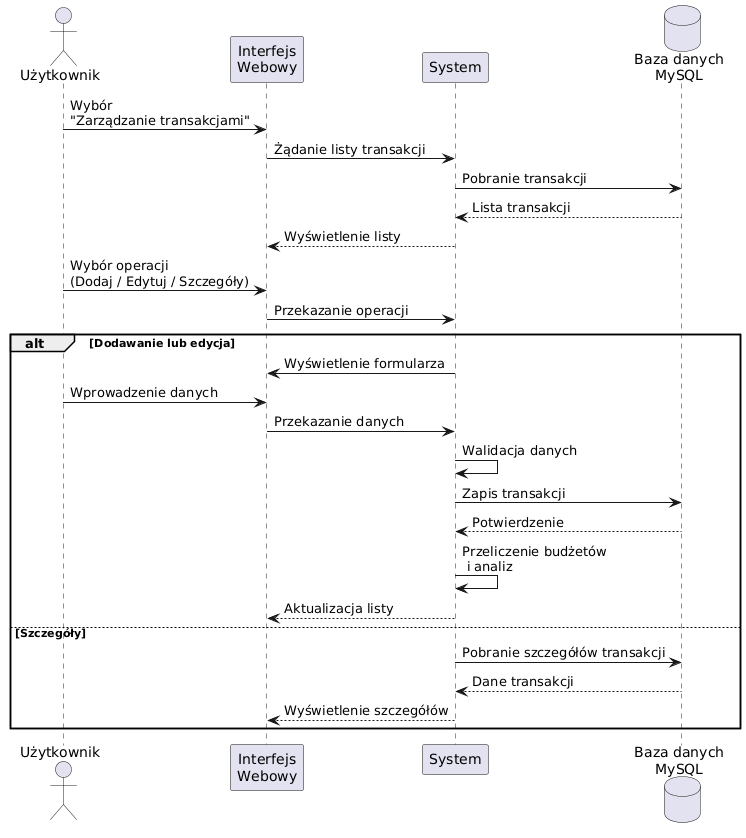 Użytkownik
Interfejs
Webowy
System
Baza danych
MySQL
Wybór
"Zarządzanie transakcjami"
Żądanie listy transakcji
Pobranie transakcji
Lista transakcji
Wyświetlenie listy
Wybór operacji
(Dodaj / Edytuj / Szczegóły)
Przekazanie operacji
alt
[Dodawanie lub edycja]
Wyświetlenie formularza
Wprowadzenie danych
Przekazanie danych
Walidacja danych
Zapis transakcji
Potwierdzenie
Przeliczenie budżetów
i analiz
Aktualizacja listy
[Szczegóły]
Pobranie szczegółów transakcji
Dane transakcji
Wyświetlenie szczegółów
Użytkownik
Interfejs
Webowy
System
Baza danych
MySQL